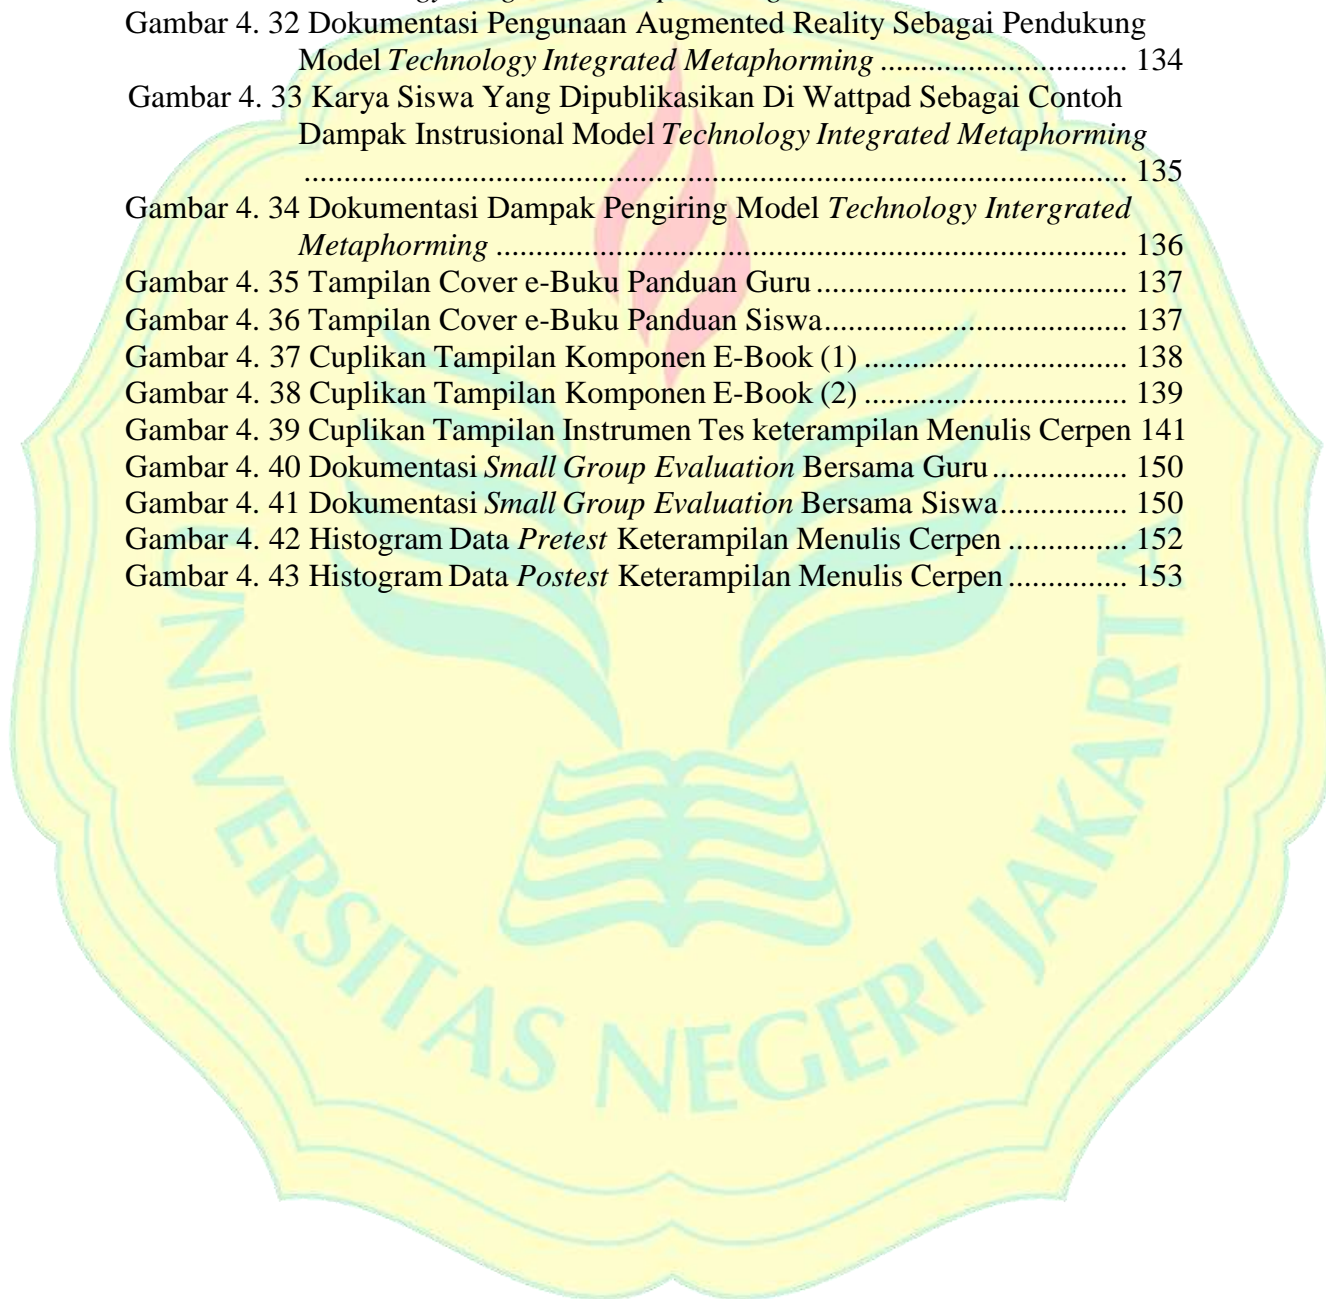 Gambar 4. 32 Dokumentasi Pengunaan Augmented Reality Sebagai Pendukung
Model Technology Integrated Metaphorming ............................ 134
Gambar 4. 33 Karya Siswa Yang Dipublikasikan Di Wattpad Sebagai Contoh
Dampak Instrusional Model Technology Integrated Metaphorming
........................................................................................ 135
Gambar 4. 34 Dokumentasi Dampak Pengiring Model Technology Intergrated
Metaphorming .................................................................... 136
Gambar 4. 35 Tampilan Cover e-Buku Panduan Guru .................................. 137
Gambar 4. 36 Tampilan Cover e-Buku Panduan Siswa................................. 137
Gambar 4. 37 Cuplikan Tampilan Komponen E-Book (1) ............................. 138
Gambar 4. 38 Cuplikan Tampilan Komponen E-Book (2) ............................. 139
Gambar 4. 39 Cuplikan Tampilan Instrumen Tes keterampilan Menulis Cerpen 141
Gambar 4. 40 Dokumentasi Small Group Evaluation Bersama Guru ............... 150
Gambar 4. 41 Dokumentasi Small Group Evaluation Bersama Siswa.............. 150
Gambar 4. 42 Histogram Data Pretest Keterampilan Menulis Cerpen .............. 152
Gambar 4. 43 Histogram Data Postest Keterampilan Menulis Cerpen .............. 153
UNIVERSITAS NEGERI JAKARTA